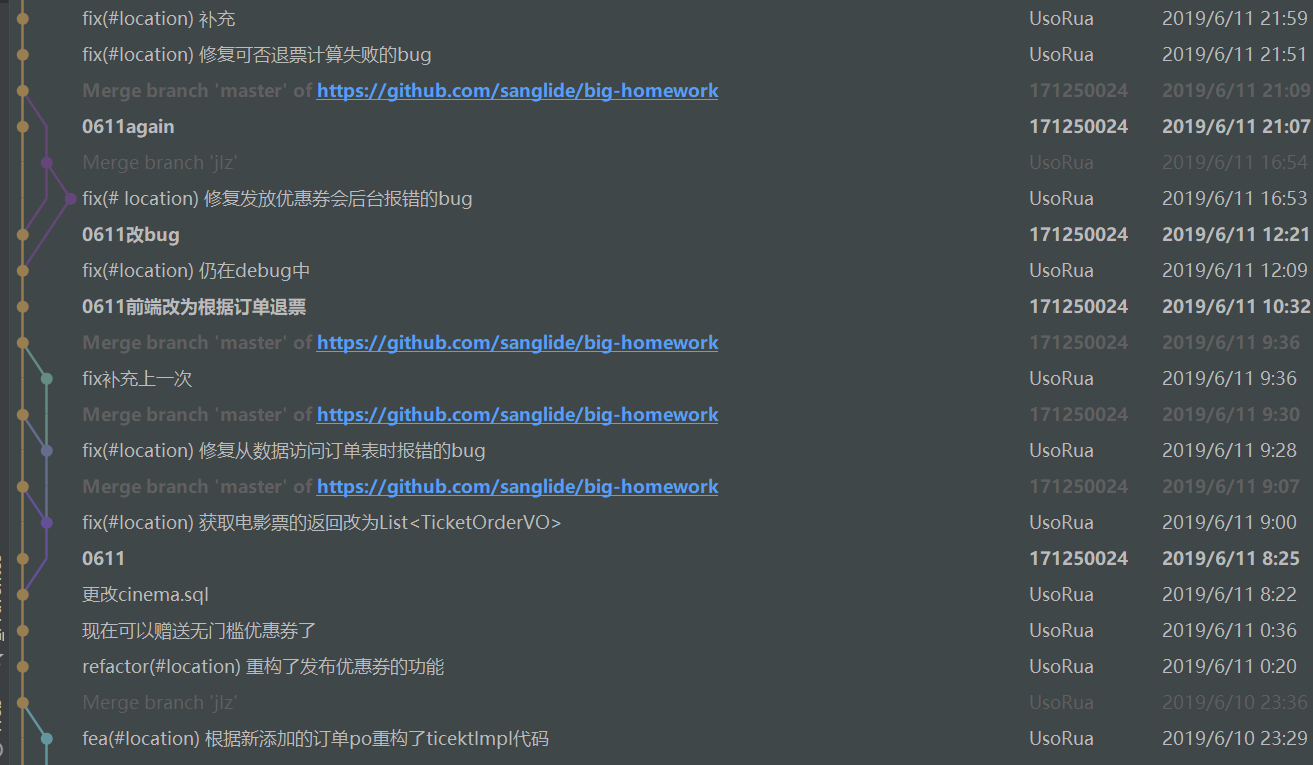 fix(#location) 补充 UsoRua 2019/6/11 21:59
fix(#location) 修复可否退票计算失败的bug UsoRua 2019/6/11 21:51
Merge branch 'master' of https://github.com/sanglide/big-homework 171250024 2019/6/11 21:09
0611again 171250024 2019/6/11 21:07
Merge branch 'jlz' UsoRua 2019/6/11 16:54
fix(# location) 修复发放优惠券会后台报错的bug UsoRua 2019/6/11 16:53
0611改bug 171250024 2019/6/11 12:21
fix(#location) 仍在debug中 UsoRua 2019/6/11 12:09
0611前端改为根据订单退票 171250024 2019/6/11 10:32
Merge branch 'master' of https://github.com/sanglide/big-homework 171250024 2019/6/11 9:36
fix补充上一次 UsoRua 2019/6/11 9:36
Merge branch 'master' of https://github.com/sanglide/big-homework 171250024 2019/6/11 9:30
fix(#location) 修复从数据访问订单表时报错的bug UsoRua 2019/6/11 9:28
Merge branch 'master' of https://github.com/sanglide/big-homework 171250024 2019/6/11 9:07
fix(#location) 获取电影票的返回改为List<TicketOrderVO> UsoRua 2019/6/11 9:00
0611 171250024 2019/6/11 8:25
更改cinema.sql UsoRua 2019/6/11 8:22
现在可以赠送无门槛优惠券了 UsoRua 2019/6/11 0:36
refactor(#location) 重构了发布优惠券的功能 UsoRua 2019/6/11 0:20
Merge branch 'jlz' UsoRua 2019/6/10 23:36
fea(#location) 根据新添加的订单po重构了ticektImpl代码 UsoRua 2019/6/10 23:29